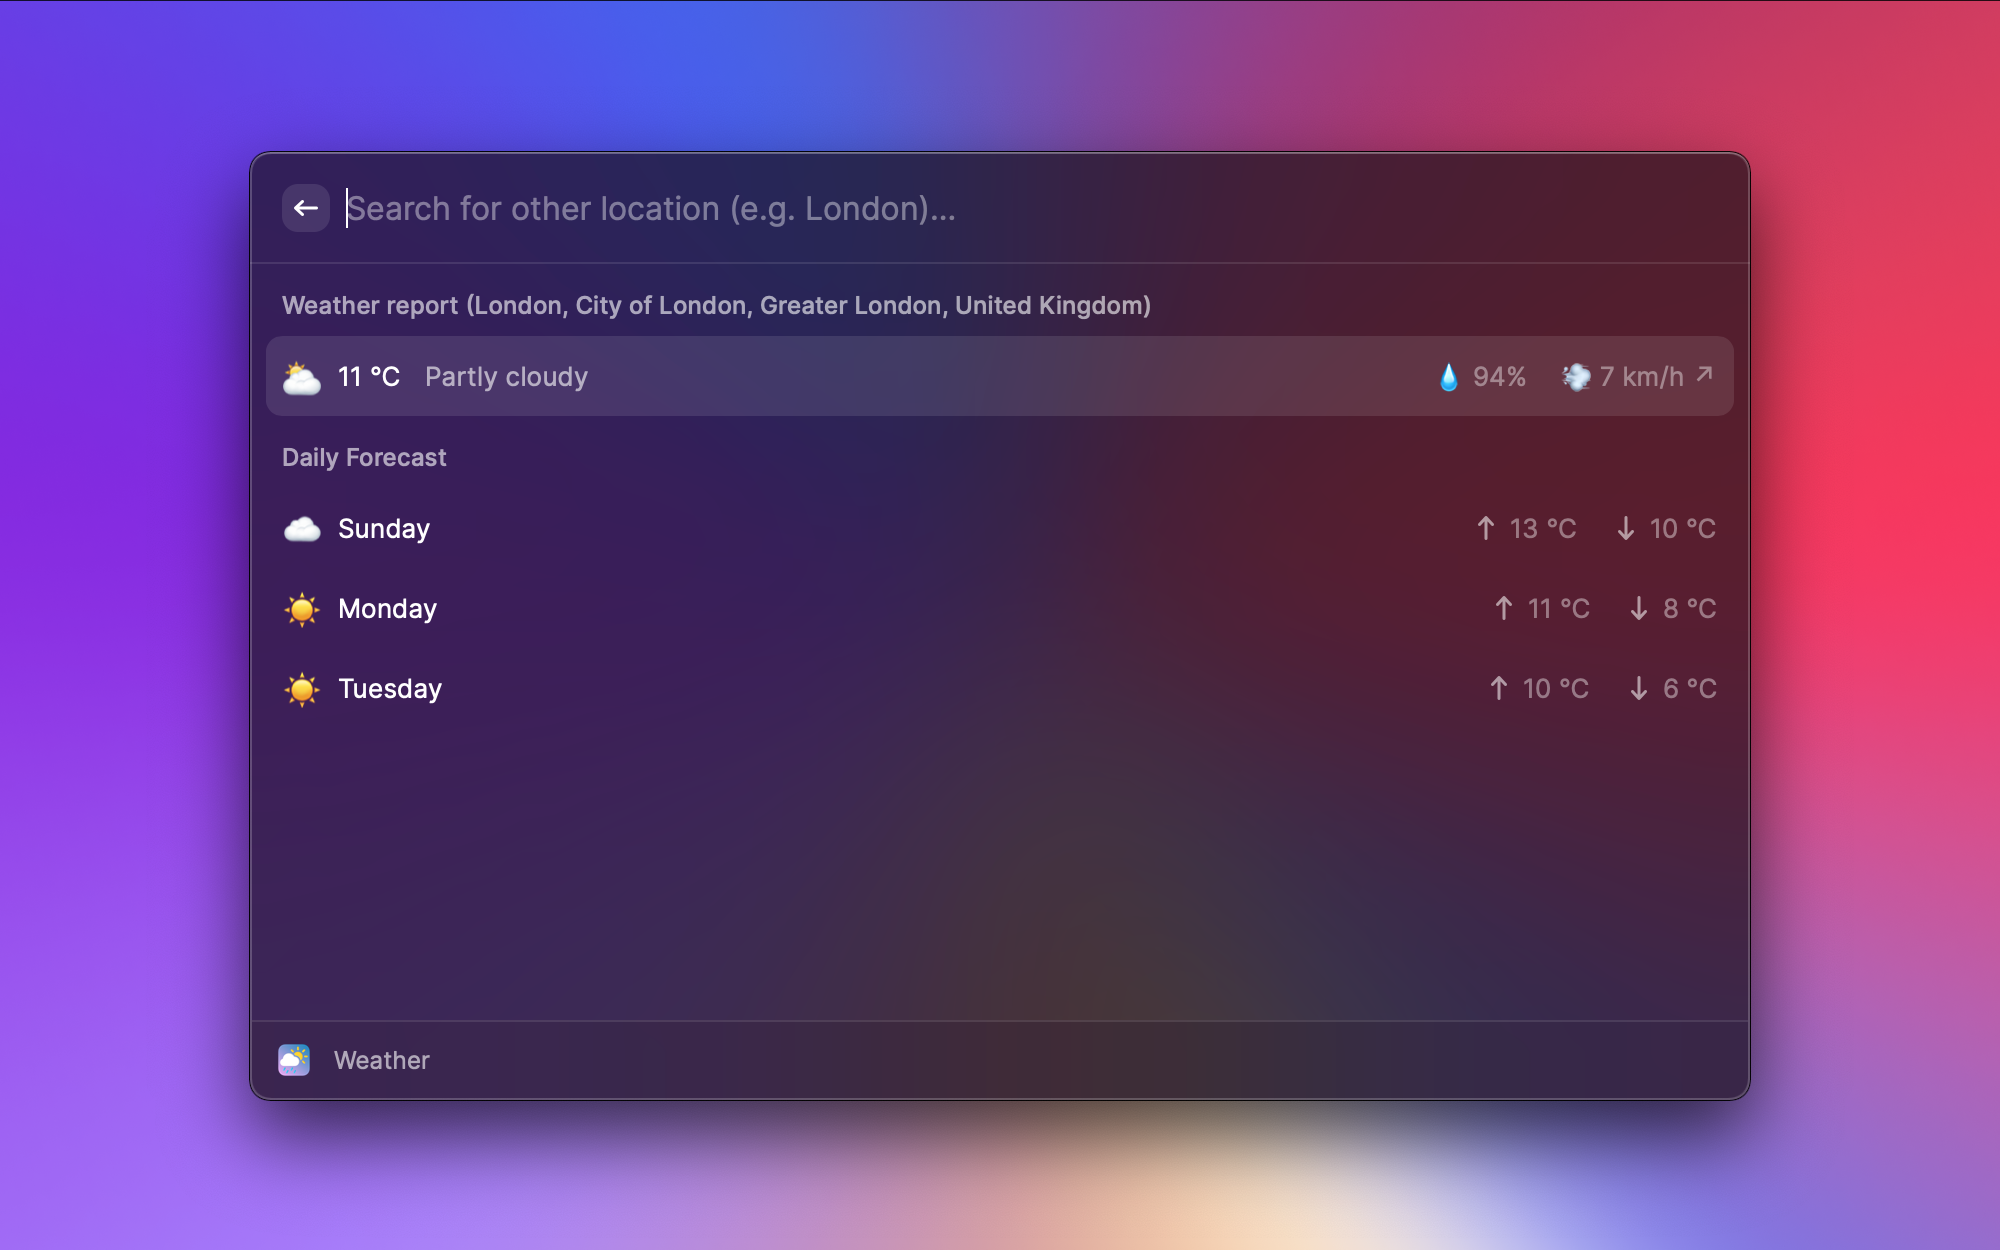 Search for other location (e.g. London)...
Weather report (London, City of London, Greater London, United Kingdom)
11 °C Partly cloudy 94% 7 km/h ↗
Daily Forecast
Sunday ↑ 13 °C ↓ 10 °C
Monday ↑ 11 °C ↓ 8 °C
Tuesday ↑ 10 °C ↓ 6 °C
Weather